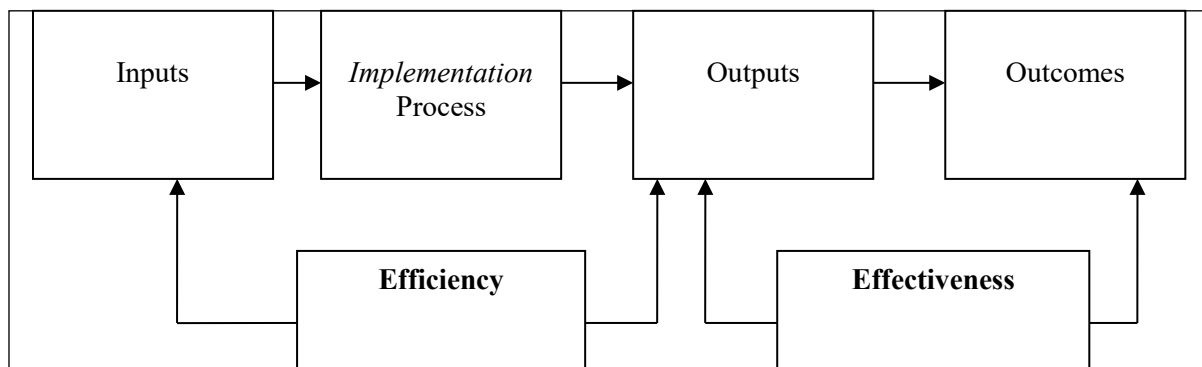 Inputs
Implementation
Process
Outputs
Outcomes
Efficiency
Effectiveness